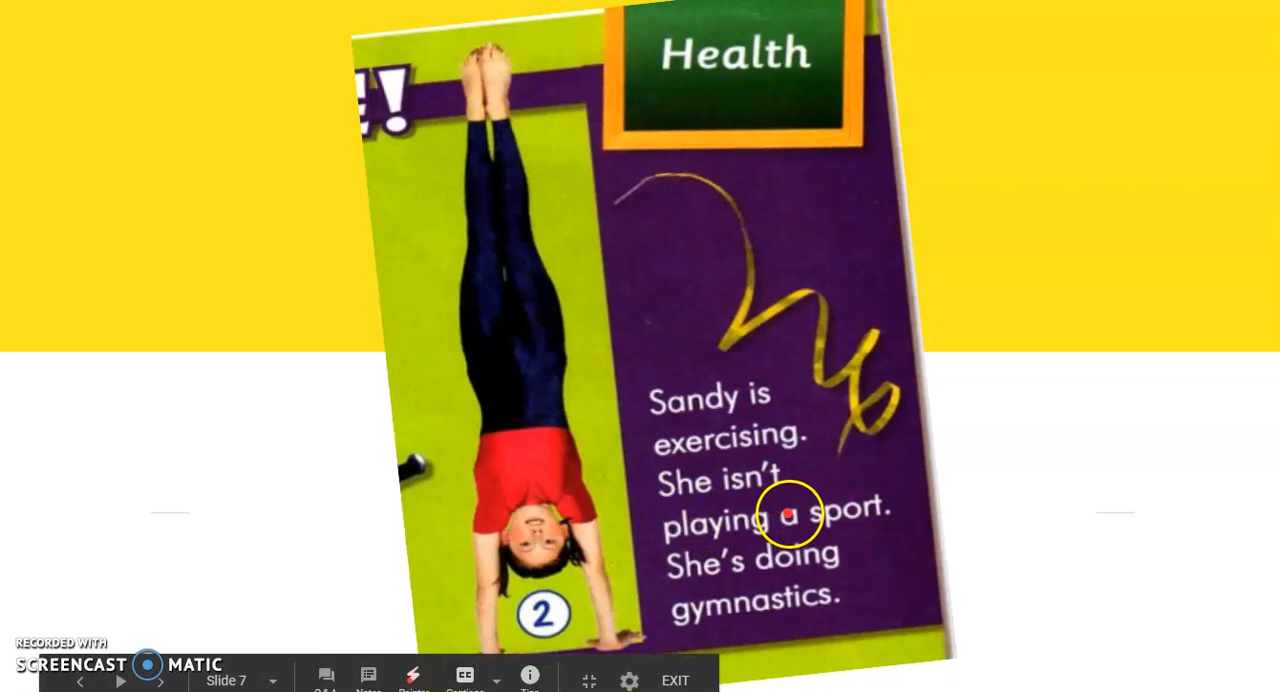 Health
!
Sandy is
exercising.
She isn't
playing a sport.
She's doing
gymnastics.
2
RECORDED WITH
SCREENCAST MATIC
Slide 7
EXIT